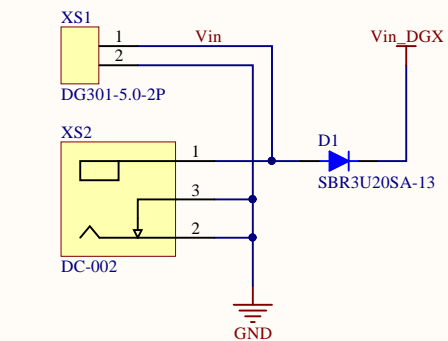 XS1
1
Vin
Vin_DGX
2
DG301-5.0-2P
XS2
1
D1
SBR3U20SA-13
3
2
DC-002
GND